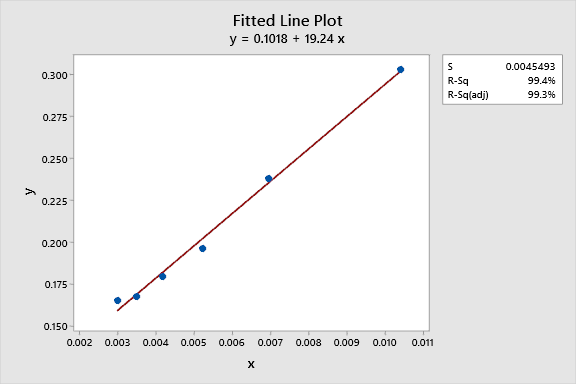 Fitted Line Plot
y = 0.1018 + 19.24 x
S 0.0045493
R-Sq 99.4%
R-Sq(adj) 99.3%
0.300
0.275
0.250
0.225
0.200
0.175
0.150
y
0.002 0.003 0.004 0.005 0.006 0.007 0.008 0.009 0.010 0.011
x